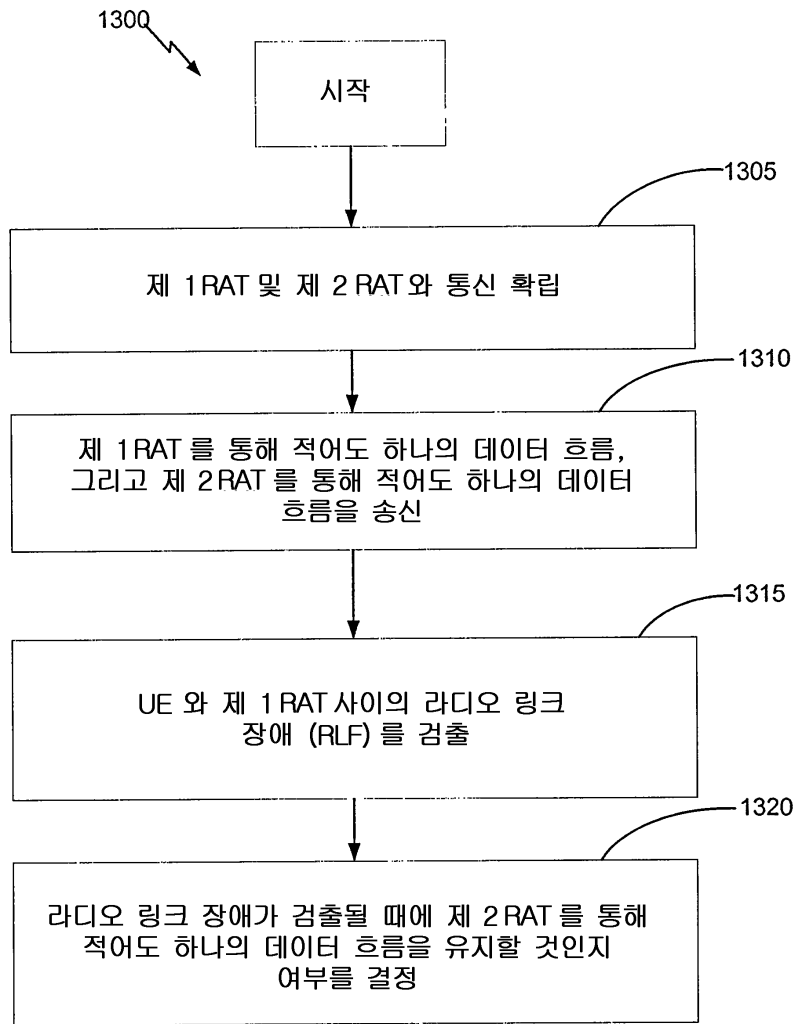 1300
시작
1305
제 1 RAT 및 제 2 RAT 와 통신 확립
1310
제 1 RAT 를 통해 적어도 하나의 데이터 흐름,
그리고 제 2 RAT 를 통해 적어도 하나의 데이터
흐름을 송신
1315
UE 와 제 1 RAT 사이의 라디오 링크
장애 (RLF) 를 검출
1320
라디오 링크 장애가 검출될 때에 제 2 RAT 를 통해
적어도 하나의 데이터 흐름을 유지할 것인지
여부를 결정